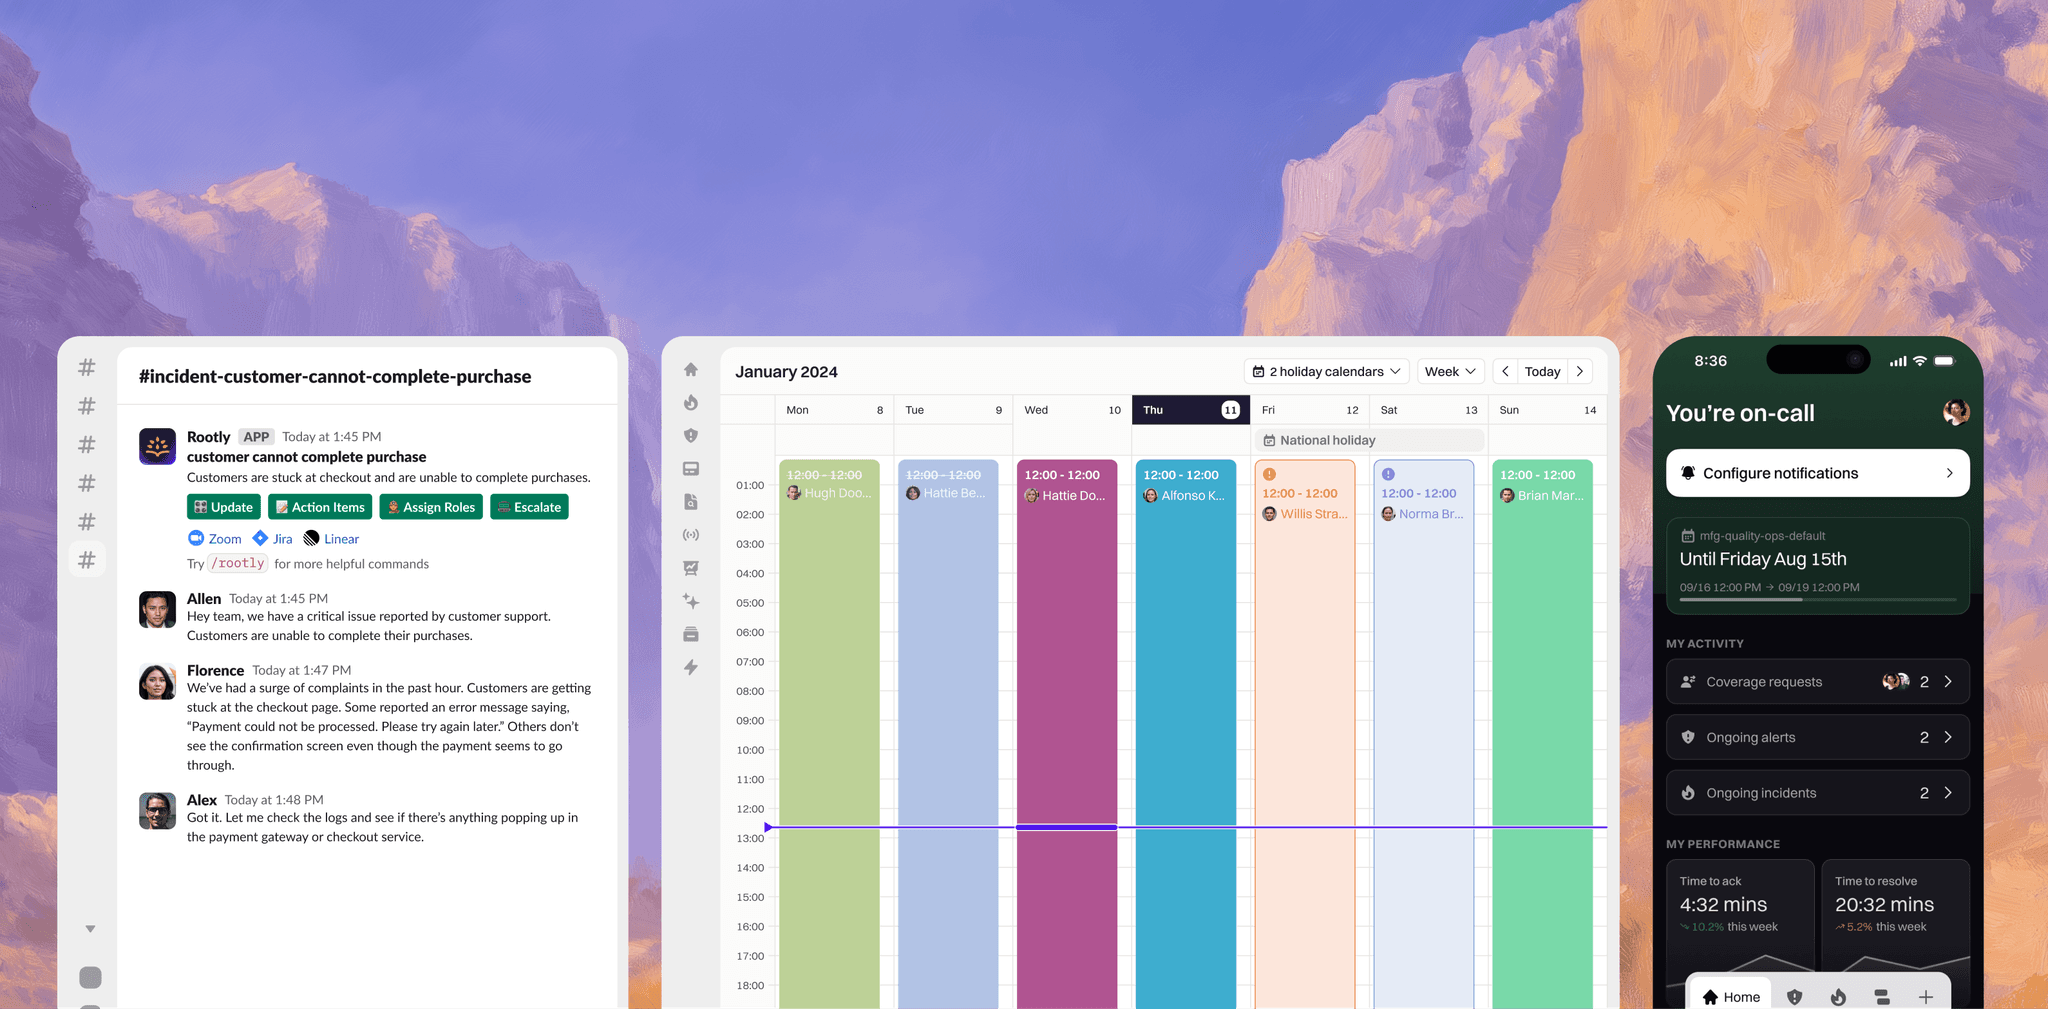 #incident-customer-cannot-complete-purchase
Rootly APP Today at 1:45 PM
customer cannot complete purchase
Customers are stuck at checkout and are unable to complete purchases.
Update Action Items Assign Roles Escalate
Zoom Jira Linear
Try /rootly for more helpful commands
Allen Today at 1:45 PM
Hey team, we have a critical issue reported by customer support.
Customers are unable to complete their purchases.
Florence Today at 1:47 PM
We've had a surge of complaints in the past hour. Customers are getting
stuck at the checkout page. Some reported an error message saying,
“Payment could not be processed. Please try again later.” Others don't
see the confirmation screen even though the payment seems to go
through.
Alex Today at 1:48 PM
Got it. Let me check the logs and see if there's anything popping up in
the payment gateway or checkout service.
January 2024
2 holiday calendars Week Today
Mon 8 Tue 9 Wed 10 Thu 11 Fri 12 Sat 13 Sun 14
National holiday
12:00 - 12:00
Hugh Doo...
12:00 - 12:00
Hattie Be...
12:00 - 12:00
Hattie Do...
12:00 - 12:00
Alfonso K...
12:00 - 12:00
Willis Stra...
12:00 - 12:00
Norma Br...
12:00 - 12:00
Brian Mar...
01:00
02:00
03:00
04:00
05:00
06:00
07:00
08:00
09:00
10:00
11:00
12:00
13:00
14:00
15:00
16:00
17:00
18:00
8:36
You're on-call
Configure notifications
mfg-quality-ops-default
Until Friday Aug 15th
09/16 12:00 PM → 09/19 12:00 PM
MY ACTIVITY
Coverage requests 2
Ongoing alerts 2
Ongoing incidents 2
MY PERFORMANCE
Time to ack
4:32 mins
10.2% this week
Time to resolve
20:32 mins
5.2% this week
Home